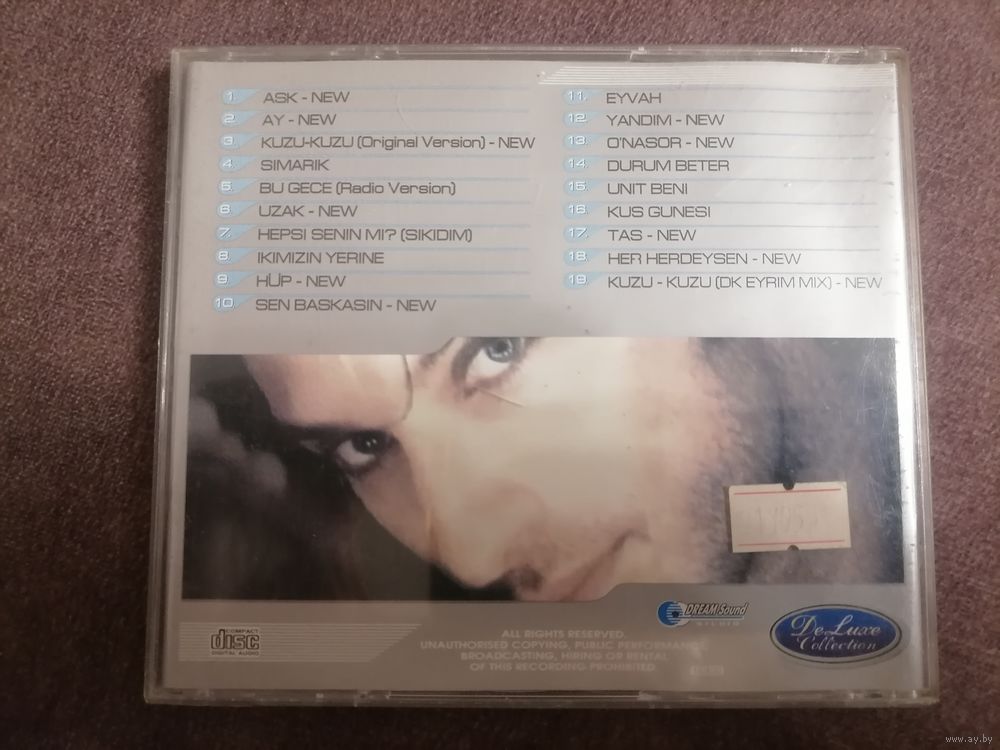 1. ASK - NEW
2. AY - NEW
3. KUZU-KUZU (Original Version) - NEW
4. SIMARIK
5. BU GECE (Radio Version)
6. UZAK - NEW
7. HEPSI SENIN MI? (SIKIDIM)
8. IKIMIZIN YERINE
9. HÜP - NEW
10. SEN BASKASIN - NEW
11. EYVAH
12. YANDIM - NEW
13. O'NASOR - NEW
14. DURUM BETER
15. UNIT BENI
16. KUS GUNESI
17. TAS - NEW
18. HER HERDEYSEN - NEW
19. KUZU - KUZU (DK EYRIM MIX) - NEW
COMPACT
disc
DIGITAL AUDIO
ALL RIGHTS RESERVED.
UNAUTHORISED COPYING, PUBLIC PERFORMANCE,
BROADCASTING, HIRING OR RENTAL
OF THIS RECORDING PROHIBITED
DREAM Sound
STUDIO
DeLuxe
Collection
www.ay.by